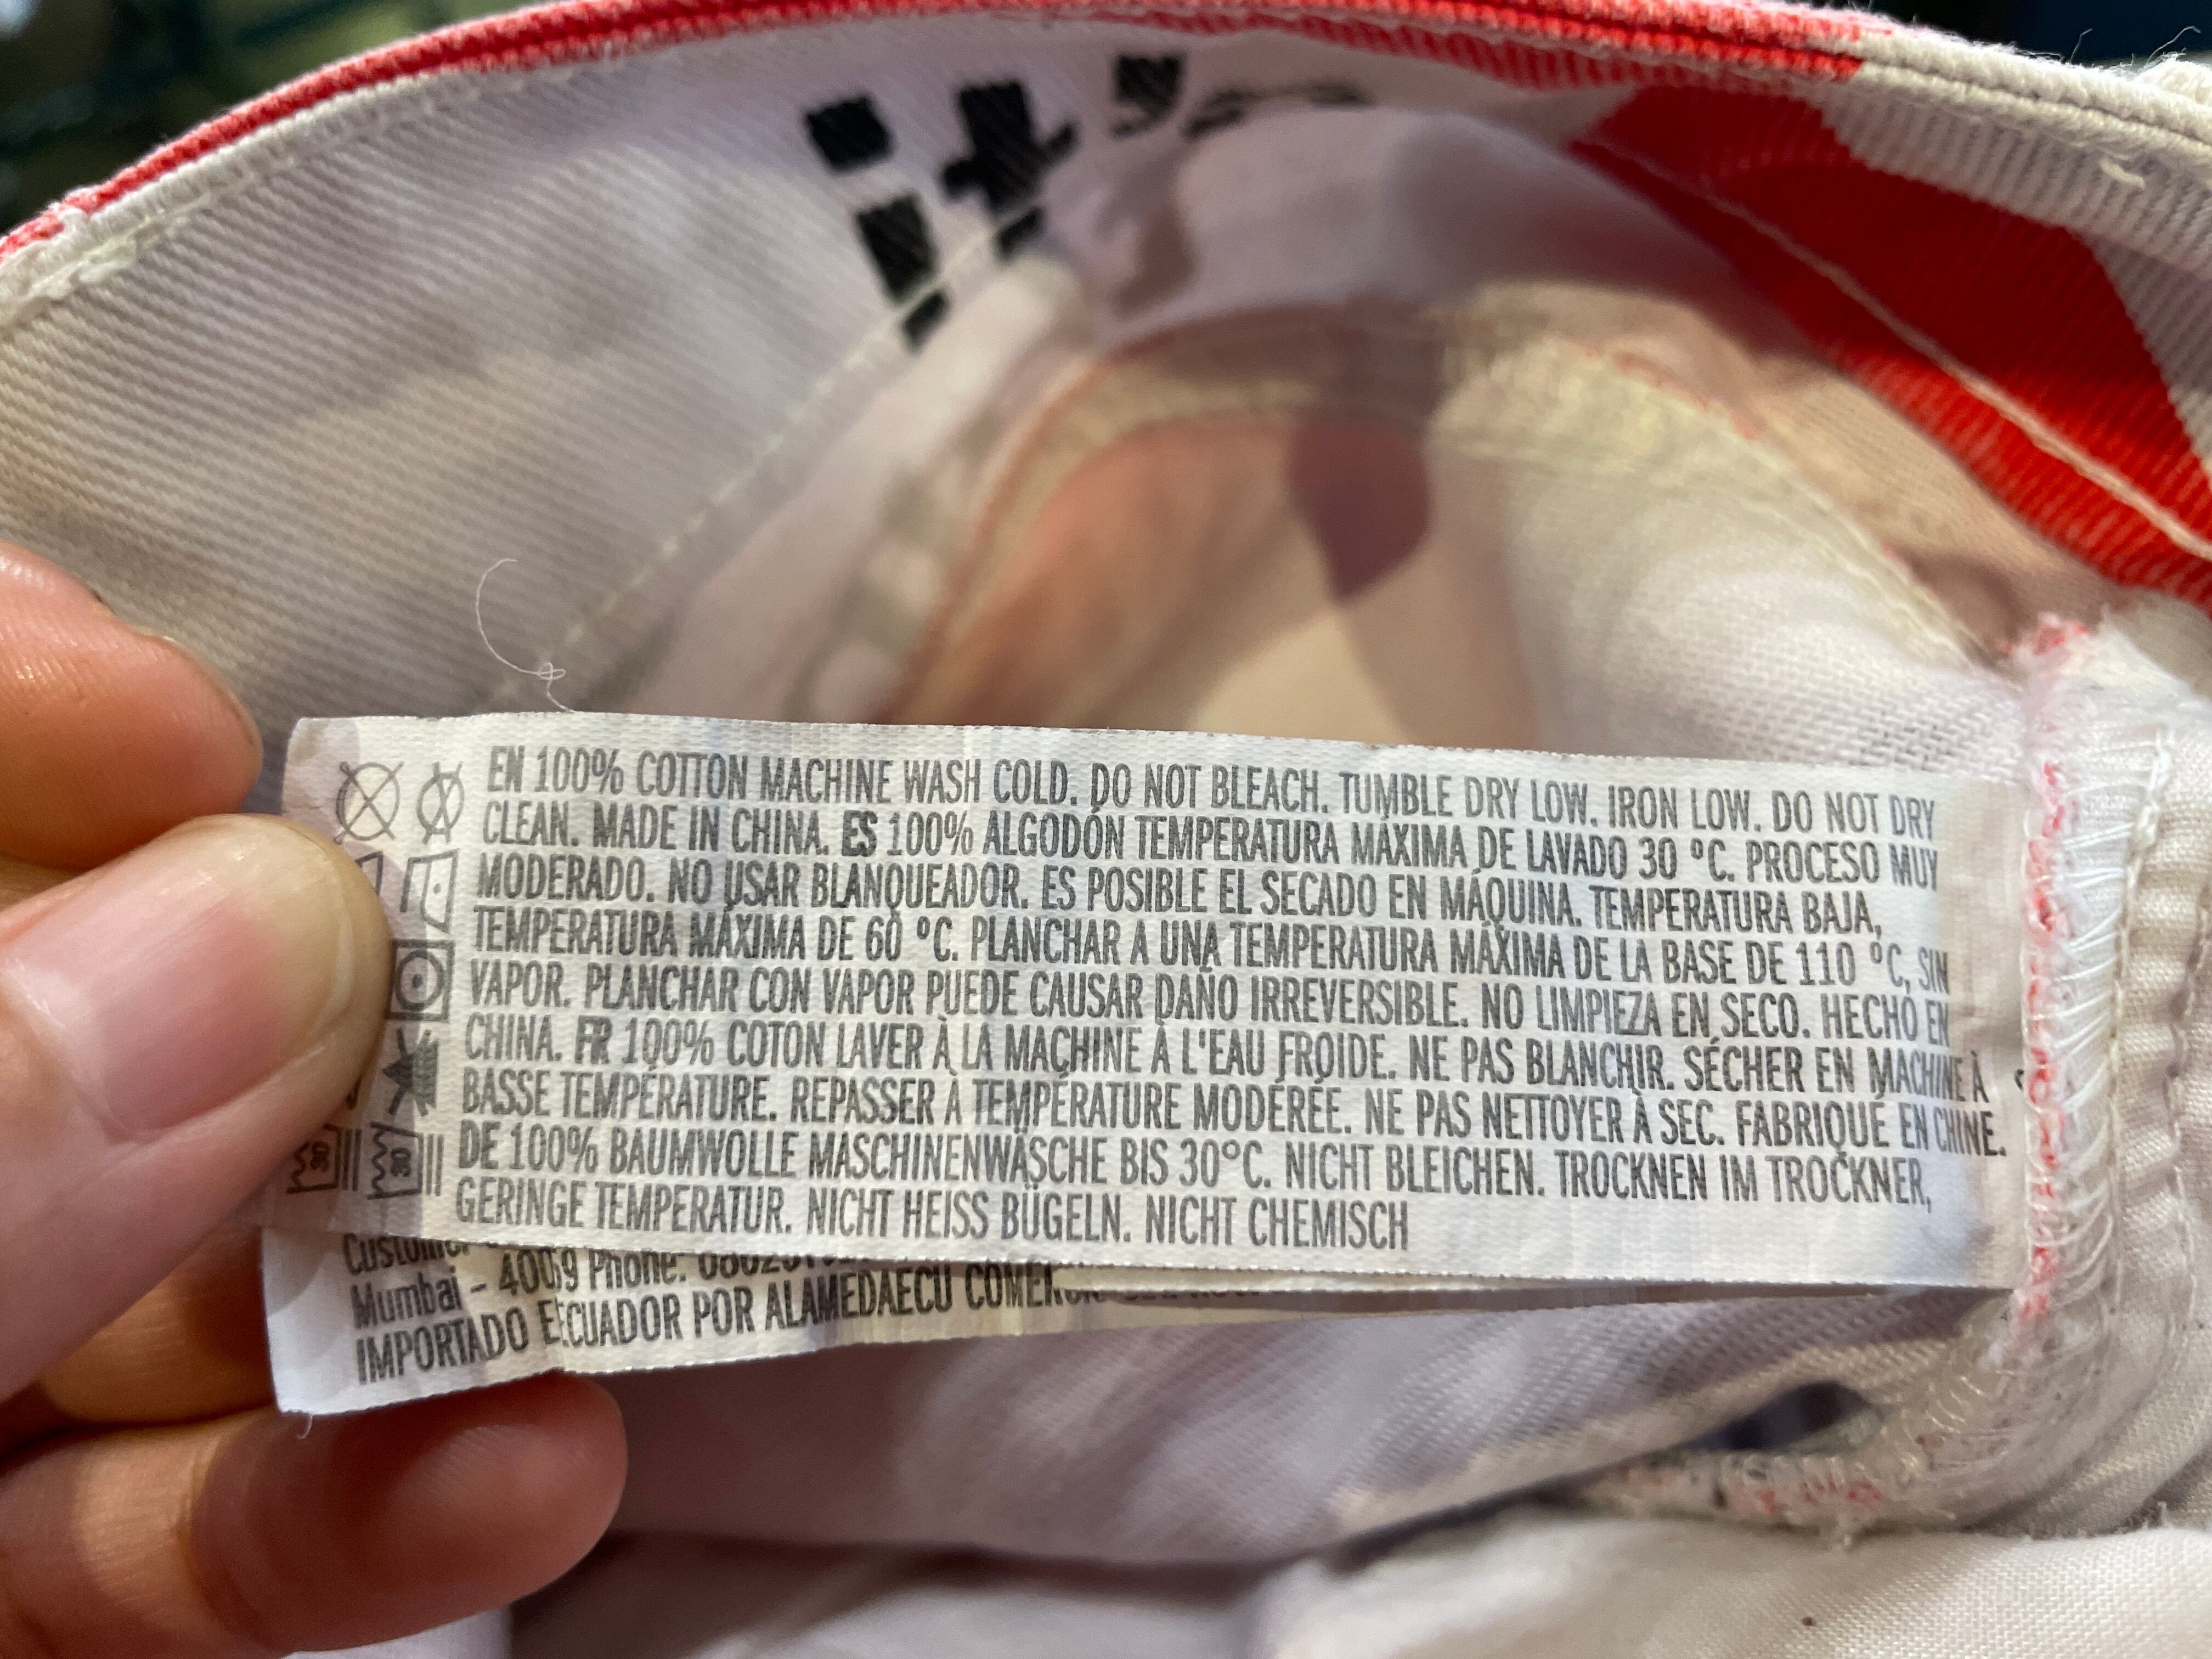 EN 100% COTTON MACHINE WASH COLD. DO NOT BLEACH. TUMBLE DRY LOW. IRON LOW. DO NOT DRY
CLEAN. MADE IN CHINA. ES 100% ALGODÓN TEMPERATURA MÁXIMA DE LAVADO 30 °C. PROCESO MUY
MODERADO. NO USAR BLANQUEADOR. ES POSIBLE EL SECADO EN MÁQUINA. TEMPERATURA BAJA,
TEMPERATURA MÁXIMA DE 60 °C. PLANCHAR A UNA TEMPERATURA MÁXIMA DE LA BASE DE 110 °C, SIN
VAPOR. PLANCHAR CON VAPOR PUEDE CAUSAR DAÑO IRREVERSIBLE. NO LIMPIEZA EN SECO. HECHO EN
CHINA. FR 100% COTON LAVER À LA MACHINE À L'EAU FROIDE. NE PAS BLANCHIR. SÉCHER EN MACHINE À
BASSE TEMPÉRATURE. REPASSER À TEMPÉRATURE MODÉRÉE. NE PAS NETTOYER À SEC. FABRIQUÉ EN CHINE.
DE 100% BAUMWOLLE MASCHINENWÄSCHE BIS 30°C. NICHT BLEICHEN. TROCKNEN IM TROCKNER,
GERINGE TEMPERATUR. NICHT HEISS BÜGELN. NICHT CHEMISCH
30 30
Customer
Mumbai - Phone:
IMPORTADO ECUADOR POR ALAMEDAECU